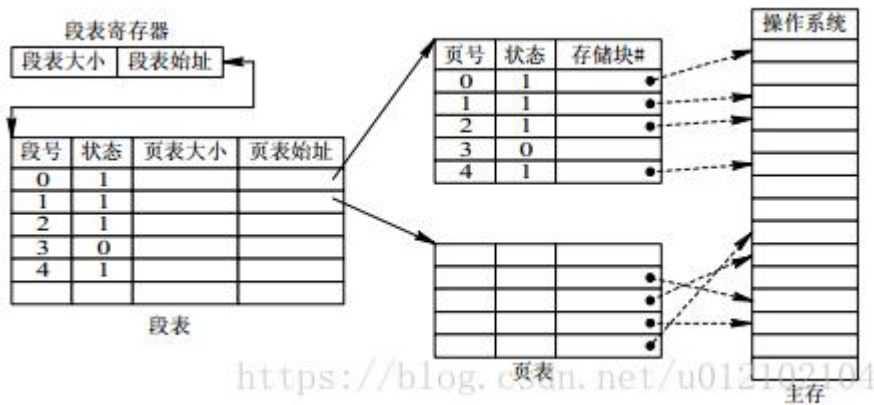 段表寄存器
段表大小 段表始址
段号 状态 页表大小 页表始址
0 1
1 1
2 1
3 0
4 1
段表
页号 状态 存储块#
0 1
1 1
2 1
3 0
4 1
页表
操作系统
主存
https://blog.csdn.net/u012102104